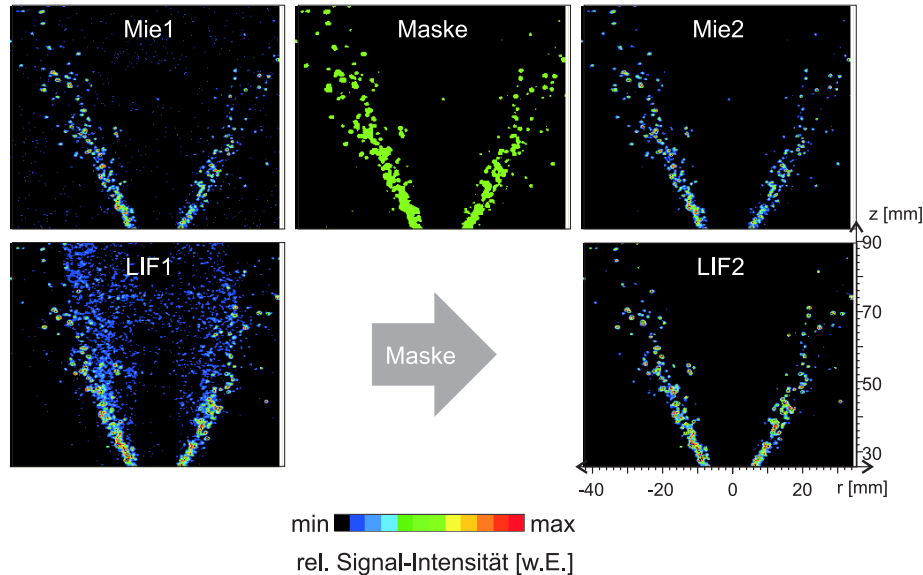 Mie1
Maske
Mie2
z [mm]
LIF1
LIF2
90
70
50
30
Maske
-40
-20
0
20
r [mm]
min
max
rel. Signal-Intensität [w.E.]